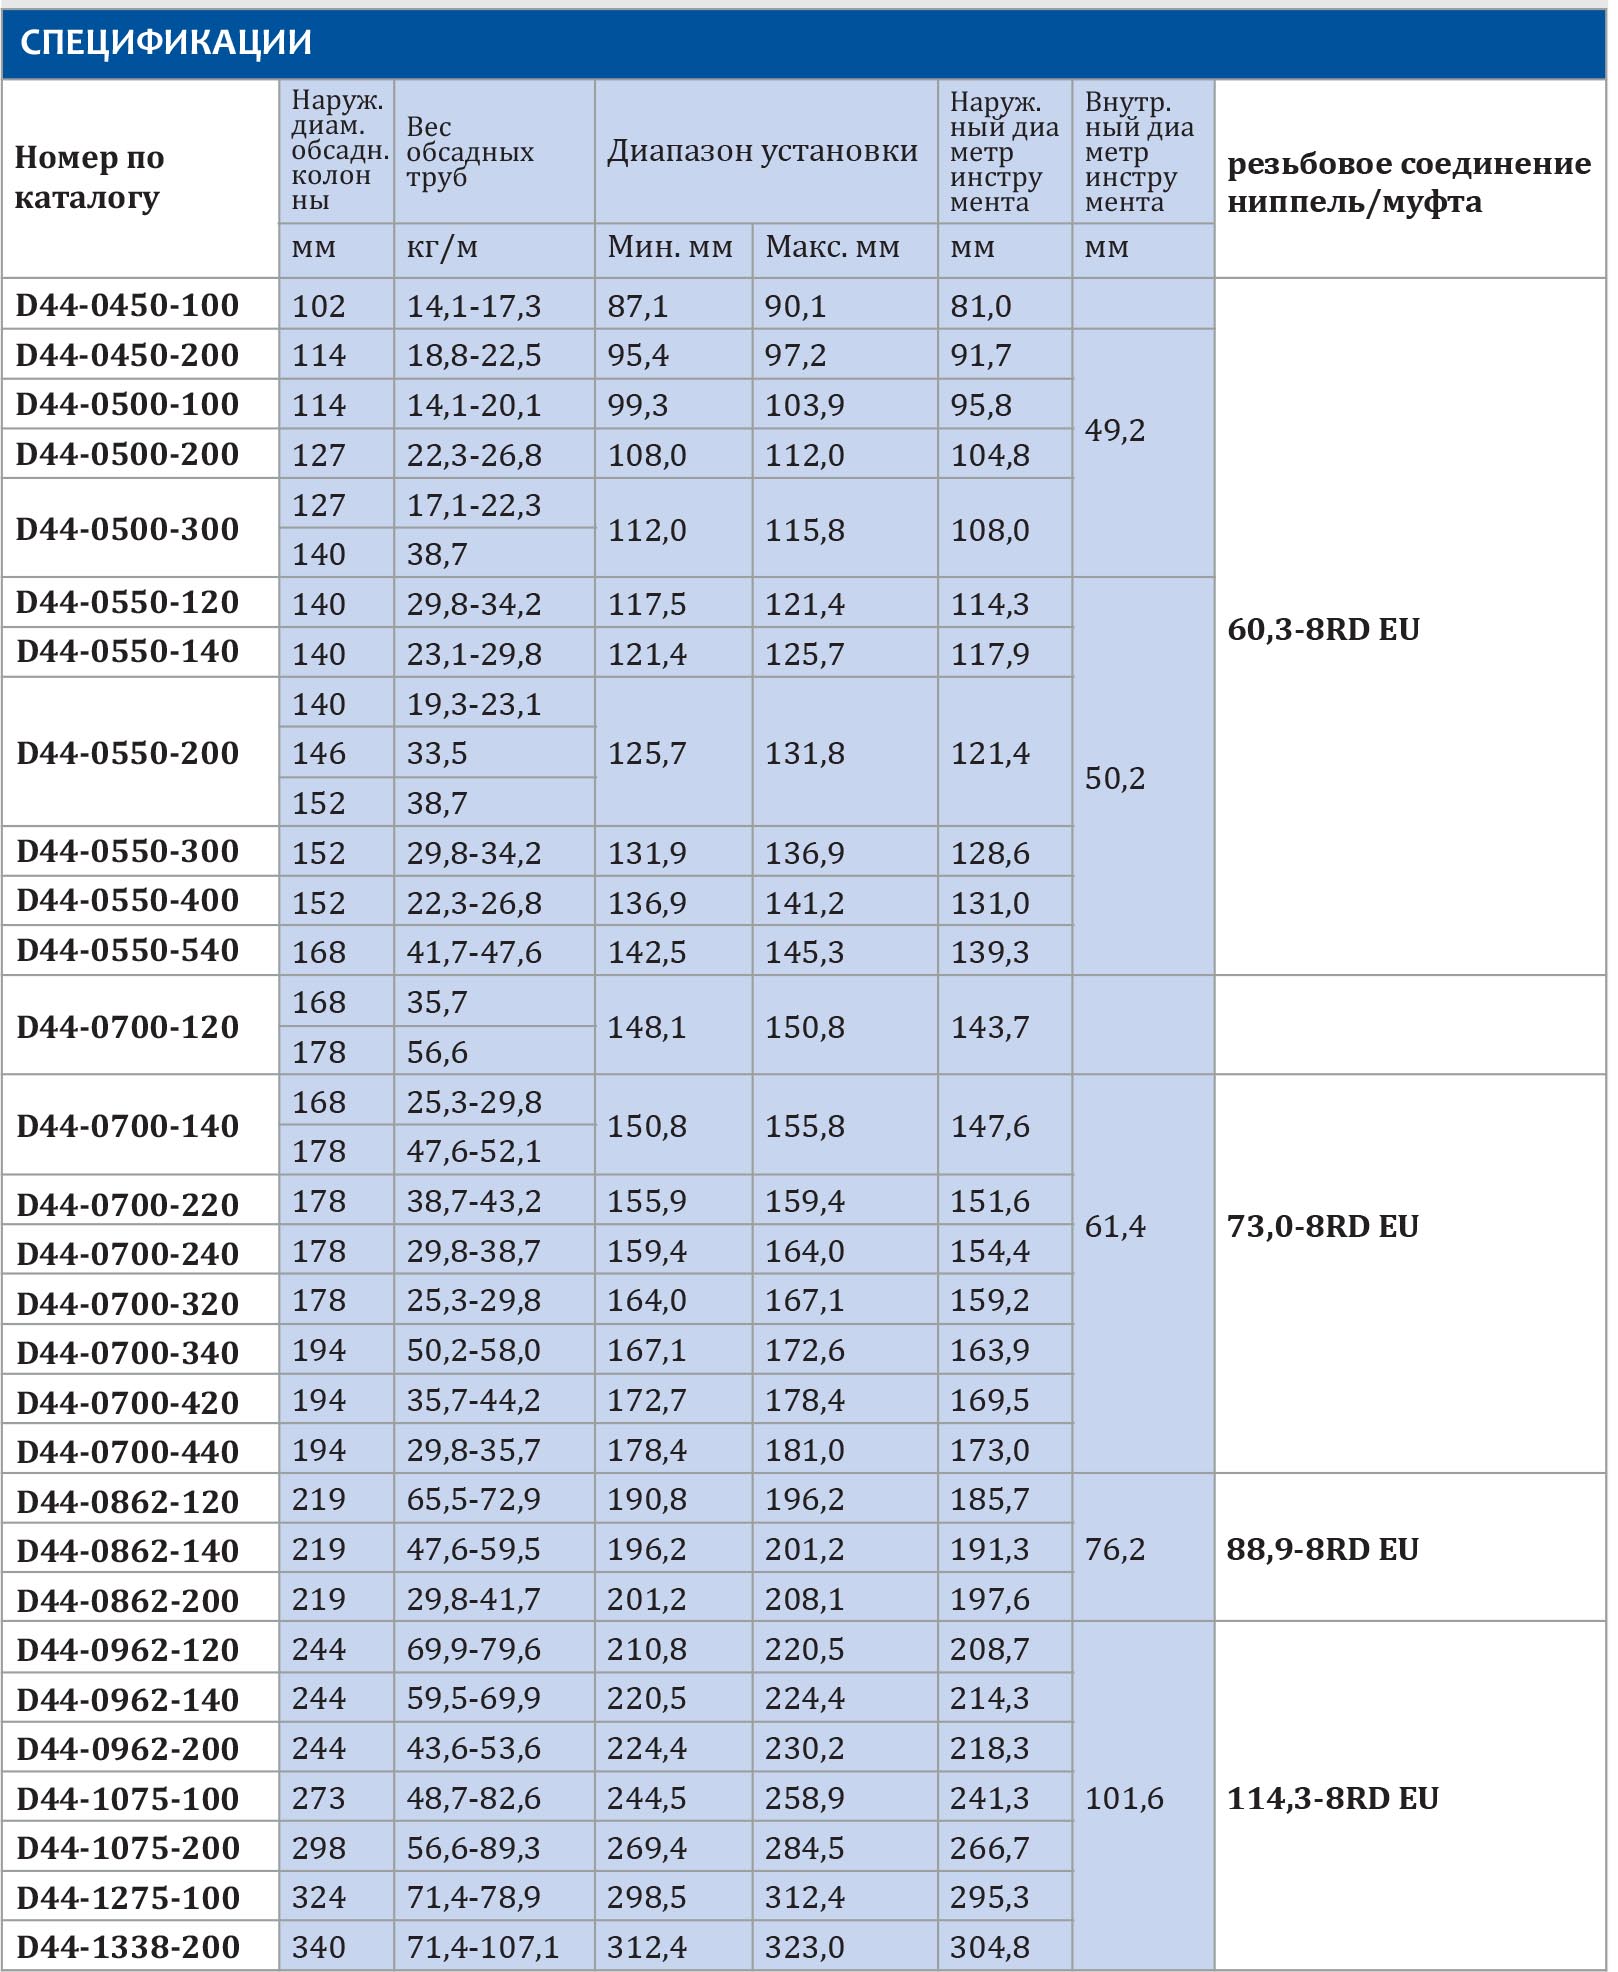 СПЕЦИФИКАЦИИ
Номер по
каталогу
Наруж.
диам.
обсадн.
колон
ны
Вес
обсадных
труб
Диапазон установки
Наруж.
ный диа
метр
инстру
мента
Внутр.
ный диа
метр
инстру
мента
резьбовое соединение
ниппель/муфта
мм кг/м Мин. мм Макс. мм мм мм
D44-0450-100 102 14,1-17,3 87,1 90,1 81,0
D44-0450-200 114 18,8-22,5 95,4 97,2 91,7
D44-0500-100 114 14,1-20,1 99,3 103,9 95,8
49,2
D44-0500-200 127 22,3-26,8 108,0 112,0 104,8
127 17,1-22,3
D44-0500-300 112,0 115,8 108,0
140 38,7
D44-0550-120 140 29,8-34,2 117,5 121,4 114,3
60,3-8RD EU
D44-0550-140 140 23,1-29,8 121,4 125,7 117,9
140 19,3-23,1
D44-0550-200 146 33,5 125,7 131,8 121,4
50,2
152 38,7
D44-0550-300 152 29,8-34,2 131,9 136,9 128,6
D44-0550-400 152 22,3-26,8 136,9 141,2 131,0
D44-0550-540 168 41,7-47,6 142,5 145,3 139,3
168 35,7
D44-0700-120 148,1 150,8 143,7
178 56,6
168 25,3-29,8
D44-0700-140 150,8 155,8 147,6
178 47,6-52,1
D44-0700-220 178 38,7-43,2 155,9 159,4 151,6
61,4 73,0-8RD EU
D44-0700-240 178 29,8-38,7 159,4 164,0 154,4
D44-0700-320 178 25,3-29,8 164,0 167,1 159,2
D44-0700-340 194 50,2-58,0 167,1 172,6 163,9
D44-0700-420 194 35,7-44,2 172,7 178,4 169,5
D44-0700-440 194 29,8-35,7 178,4 181,0 173,0
D44-0862-120 219 65,5-72,9 190,8 196,2 185,7
D44-0862-140 219 47,6-59,5 196,2 201,2 191,3 76,2 88,9-8RD EU
D44-0862-200 219 29,8-41,7 201,2 208,1 197,6
D44-0962-120 244 69,9-79,6 210,8 220,5 208,7
D44-0962-140 244 59,5-69,9 220,5 224,4 214,3
D44-0962-200 244 43,6-53,6 224,4 230,2 218,3
D44-1075-100 273 48,7-82,6 244,5 258,9 241,3 101,6 114,3-8RD EU
D44-1075-200 298 56,6-89,3 269,4 284,5 266,7
D44-1275-100 324 71,4-78,9 298,5 312,4 295,3
D44-1338-200 340 71,4-107,1 312,4 323,0 304,8